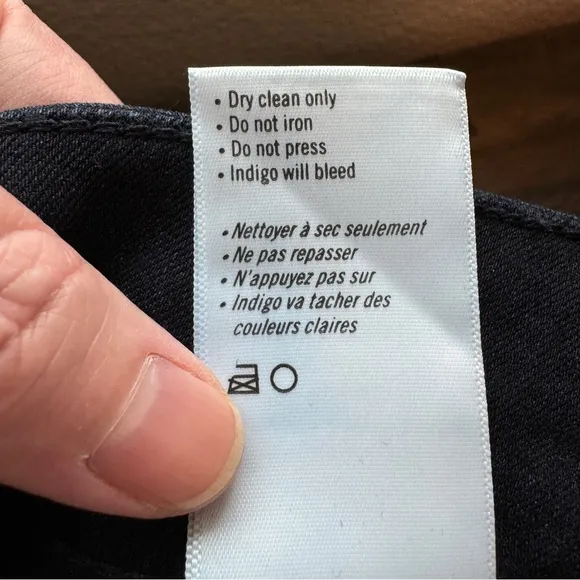 • Dry clean only
• Do not iron
• Do not press
• Indigo will bleed
• Nettoyer à sec seulement
• Ne pas repasser
• N'appuyez pas sur
• Indigo va tacher des
couleurs claires